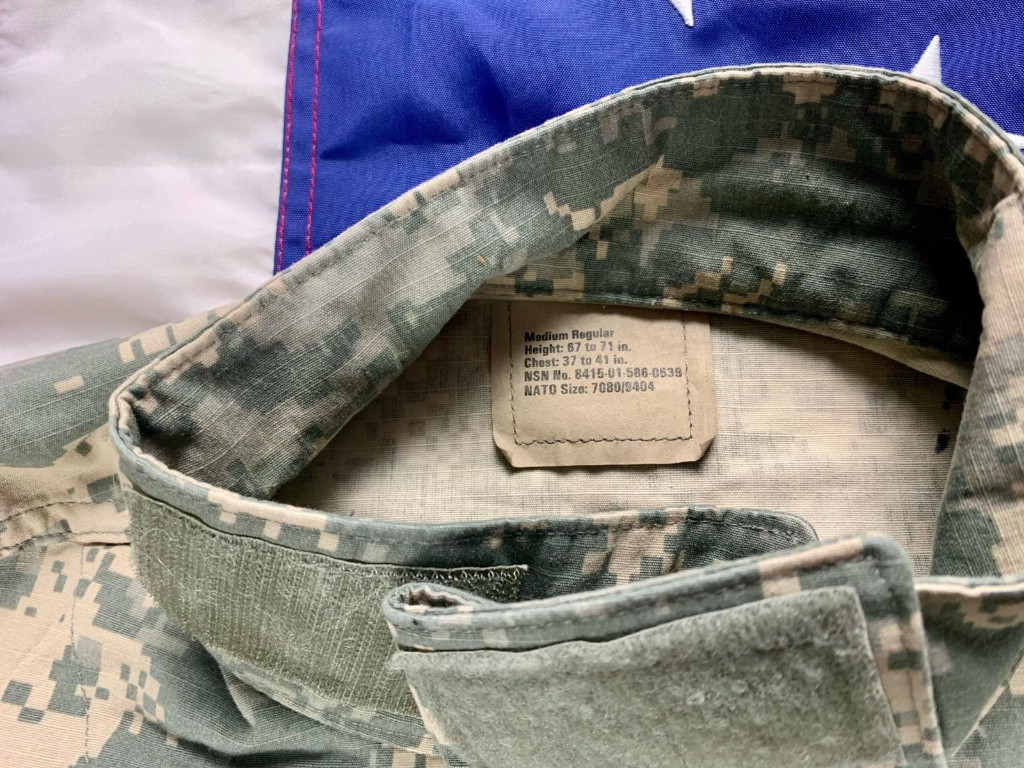 Medium Regular
Height: 67 to 71 in.
Chest: 37 to 41 in.
NSN No. 8415-01-586-0639
NATO Size: 7080/9404